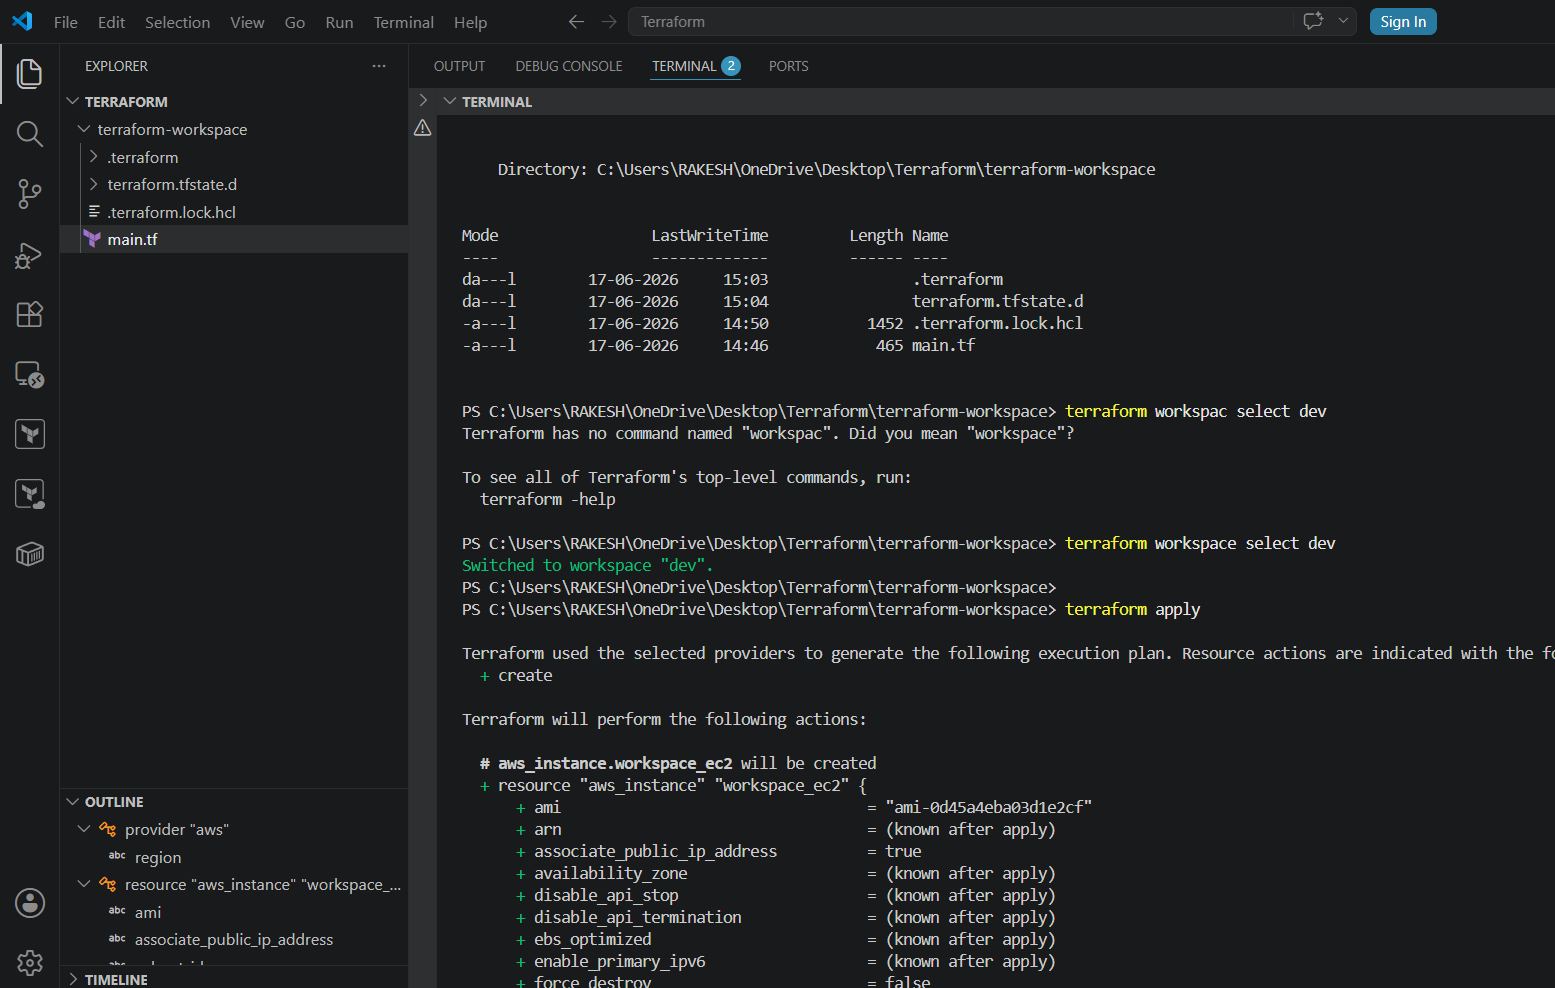 File Edit Selection View Go Run Terminal Help
Terraform
Sign In
EXPLORER
TERRAFORM
terraform-workspace
.terraform
terraform.tfstate.d
.terraform.lock.hcl
main.tf
OUTLINE
provider "aws"
region
resource "aws_instance" "workspace_...
ami
associate_public_ip_address
TIMELINE
OUTPUT DEBUG CONSOLE TERMINAL 2 PORTS
TERMINAL
Directory: C:\Users\RAKESH\OneDrive\Desktop\Terraform\terraform-workspace
Mode LastWriteTime Length Name
---- ------------- ------ ----
da---l 17-06-2026 15:03 .terraform
da---l 17-06-2026 15:04 terraform.tfstate.d
-a---l 17-06-2026 14:50 1452 .terraform.lock.hcl
-a---l 17-06-2026 14:46 465 main.tf
PS C:\Users\RAKESH\OneDrive\Desktop\Terraform\terraform-workspace> terraform workspac select dev
Terraform has no command named "workspac". Did you mean "workspace"?
To see all of Terraform's top-level commands, run:
terraform -help
PS C:\Users\RAKESH\OneDrive\Desktop\Terraform\terraform-workspace> terraform workspace select dev
Switched to workspace "dev".
PS C:\Users\RAKESH\OneDrive\Desktop\Terraform\terraform-workspace>
PS C:\Users\RAKESH\OneDrive\Desktop\Terraform\terraform-workspace> terraform apply
Terraform used the selected providers to generate the following execution plan. Resource actions are indicated with the fo
+ create
Terraform will perform the following actions:
# aws_instance.workspace_ec2 will be created
+ resource "aws_instance" "workspace_ec2" {
+ ami = "ami-0d45a4eba03d1e2cf"
+ arn = (known after apply)
+ associate_public_ip_address = true
+ availability_zone = (known after apply)
+ disable_api_stop = (known after apply)
+ disable_api_termination = (known after apply)
+ ebs_optimized = (known after apply)
+ enable_primary_ipv6 = (known after apply)
+ force_destroy = false